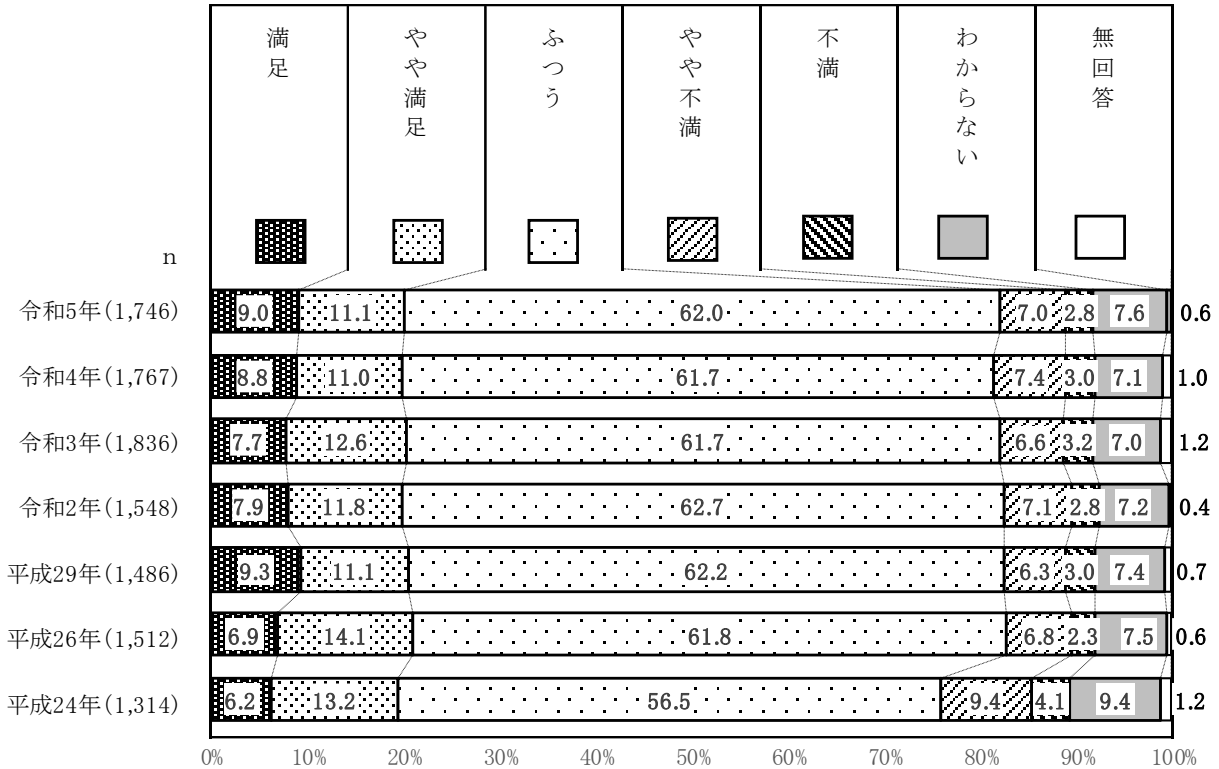 満足
やや満足
ふつう
やや不満
不満
わからない
無回答
n
令和5年(1,746) 9.0 11.1 62.0 7.0 2.8 7.6 0.6
令和4年(1,767) 8.8 11.0 61.7 7.4 3.0 7.1 1.0
令和3年(1,836) 7.7 12.6 61.7 6.6 3.2 7.0 1.2
令和2年(1,548) 7.9 11.8 62.7 7.1 2.8 7.2 0.4
平成29年(1,486) 9.3 11.1 62.2 6.3 3.0 7.4 0.7
平成26年(1,512) 6.9 14.1 61.8 6.8 2.3 7.5 0.6
平成24年(1,314) 6.2 13.2 56.5 9.4 4.1 9.4 1.2
0% 10% 20% 30% 40% 50% 60% 70% 80% 90% 100%